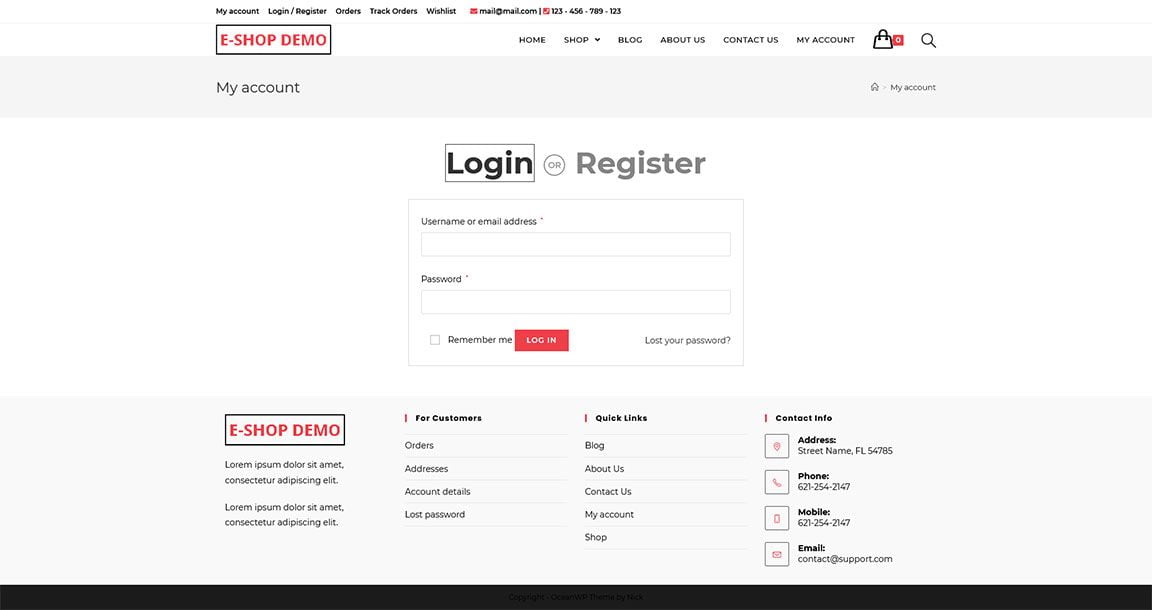 My account Login / Register Orders Track Orders Wishlist mail@mail.com | 123 - 456 - 789 - 123
E-SHOP DEMO
HOME SHOP BLOG ABOUT US CONTACT US MY ACCOUNT 0
My account
> My account
Login OR Register
Username or email address *
Password *
Remember me LOG IN Lost your password?
E-SHOP DEMO
Lorem ipsum dolor sit amet,
consectetur adipiscing elit.
Lorem ipsum dolor sit amet,
consectetur adipiscing elit.
For Customers
Orders
Addresses
Account details
Lost password
Quick Links
Blog
About Us
Contact Us
My account
Shop
Contact Info
Address:
Street Name, FL 54785
Phone:
621-254-2147
Mobile:
621-254-2147
Email:
contact@support.com
Copyright - OceanWP Theme by Nick